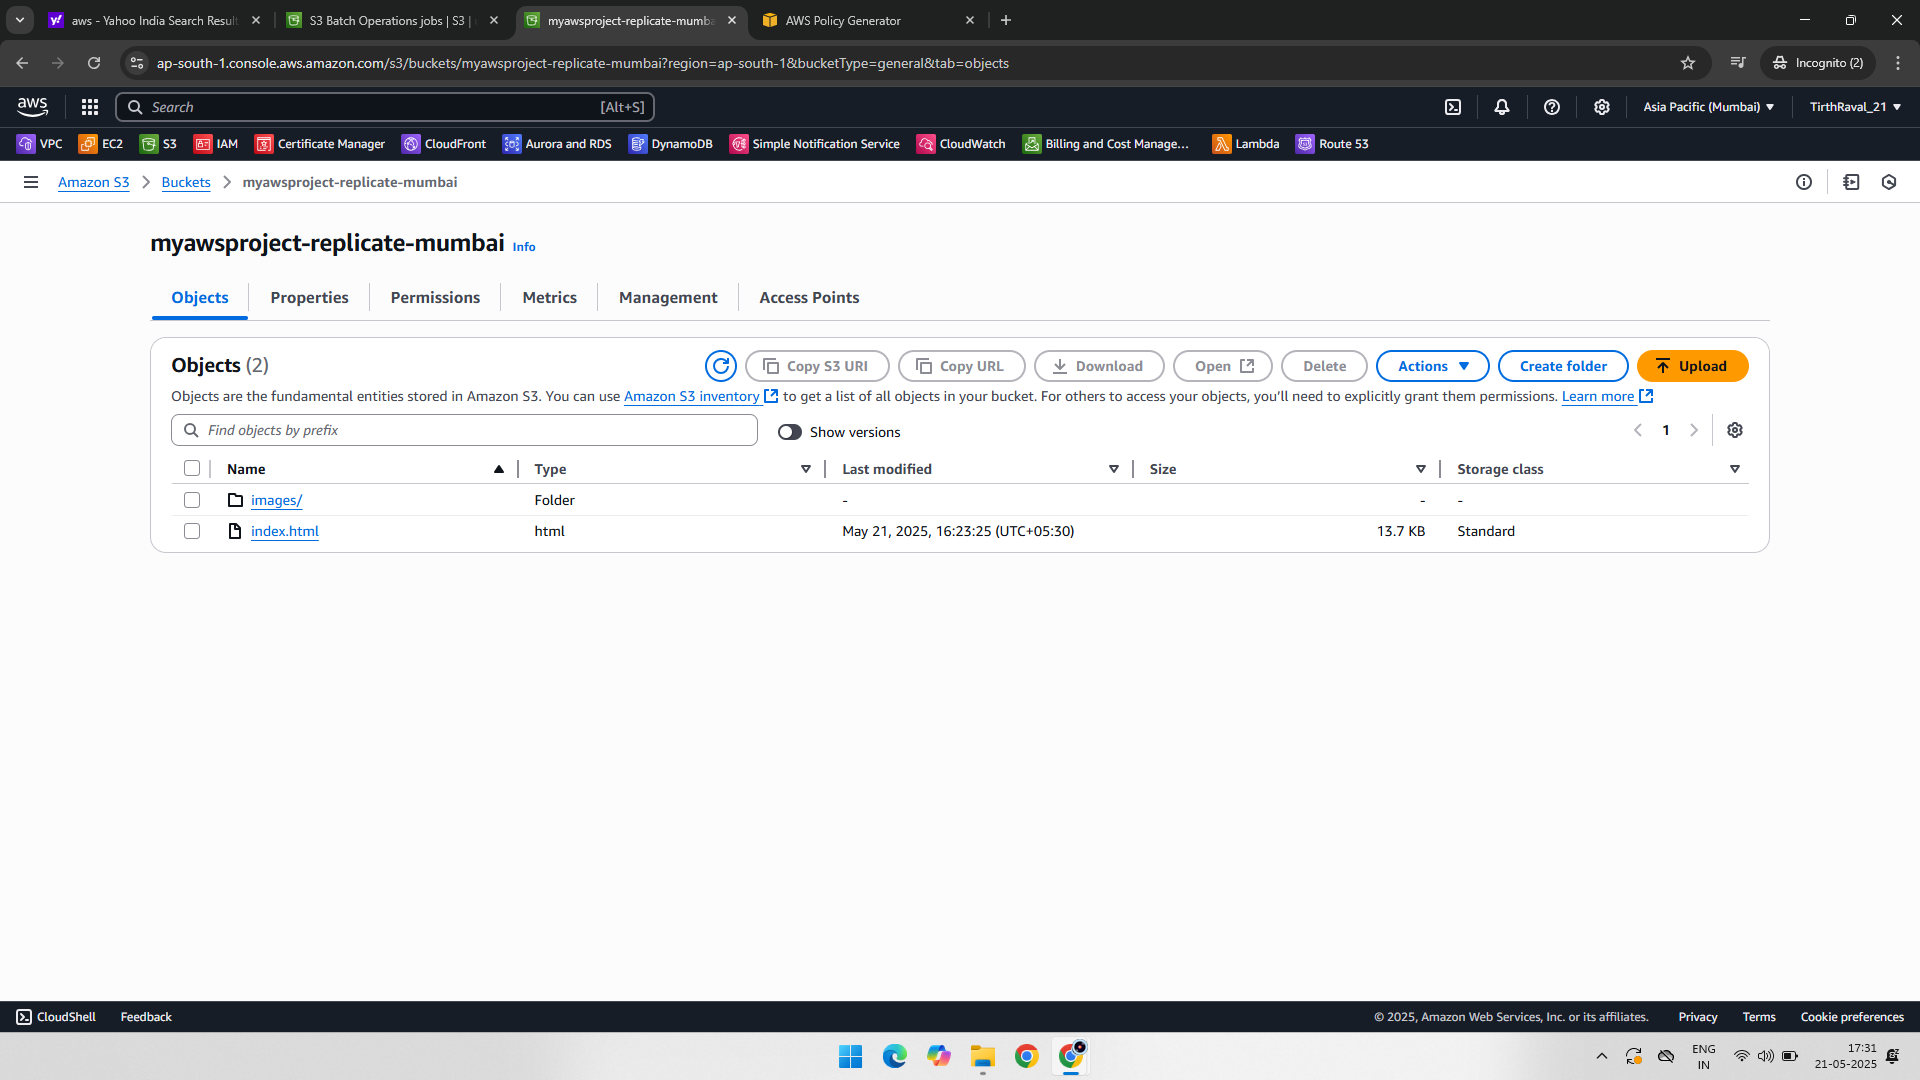 aws - Yahoo India Search Result
S3 Batch Operations jobs | S3 |
myawsproject-replicate-mumba
AWS Policy Generator
ap-south-1.console.aws.amazon.com/s3/buckets/myawsproject-replicate-mumbai?region=ap-south-1&bucketType=general&tab=objects
Incognito (2)
aws
Search
[Alt+S]
Asia Pacific (Mumbai)
TirthRaval_21
VPC
EC2
S3
IAM
Certificate Manager
CloudFront
Aurora and RDS
DynamoDB
Simple Notification Service
CloudWatch
Billing and Cost Manage...
Lambda
Route 53
Amazon S3
Buckets
myawsproject-replicate-mumbai
myawsproject-replicate-mumbai Info
Objects
Properties
Permissions
Metrics
Management
Access Points
Objects (2)
Copy S3 URI
Copy URL
Download
Open
Delete
Actions
Create folder
Upload
Objects are the fundamental entities stored in Amazon S3. You can use Amazon S3 inventory to get a list of all objects in your bucket. For others to access your objects, you'll need to explicitly grant them permissions. Learn more
Find objects by prefix
Show versions
1
Name
Type
Last modified
Size
Storage class
images/
Folder
-
-
-
index.html
html
May 21, 2025, 16:23:25 (UTC+05:30)
13.7 KB
Standard
CloudShell
Feedback
© 2025, Amazon Web Services, Inc. or its affiliates.
Privacy
Terms
Cookie preferences
ENG
IN
17:31
21-05-2025